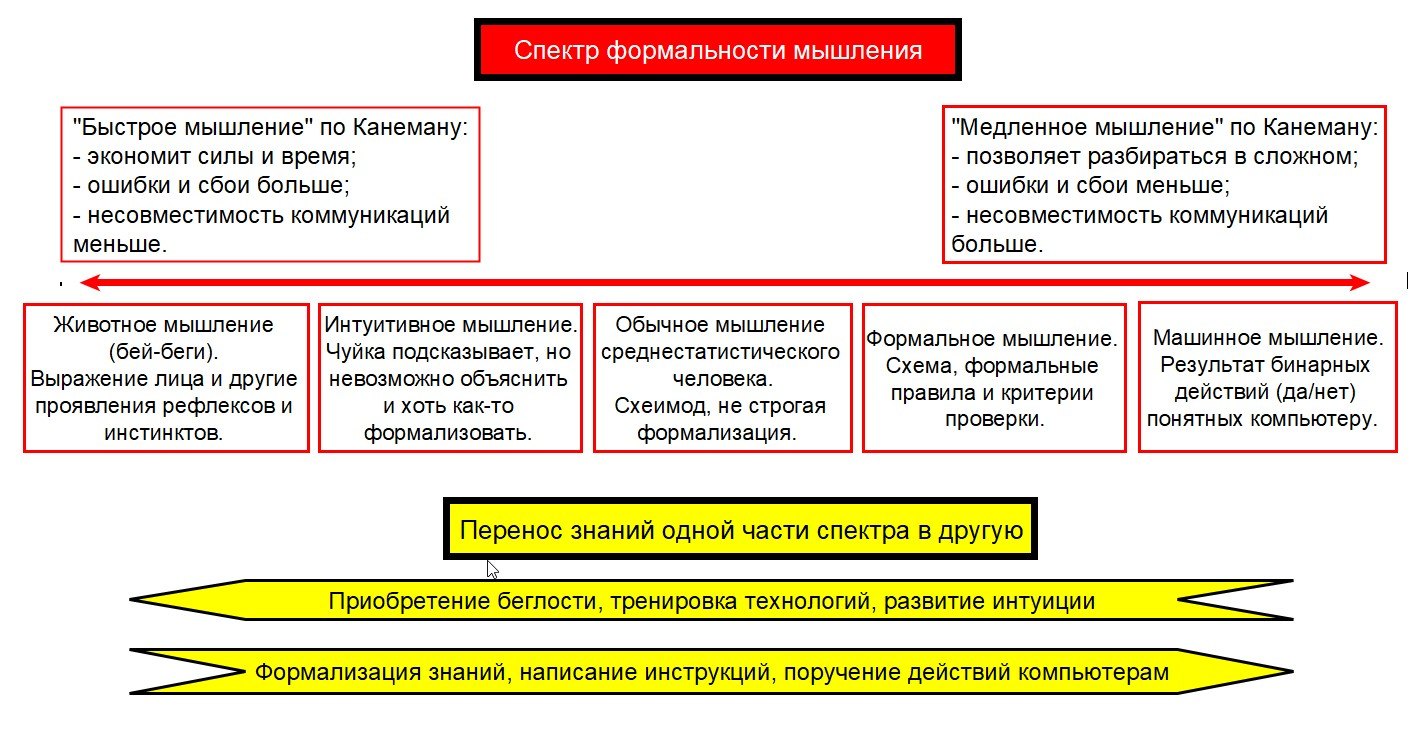 Спектр формальности мышления
"Быстрое мышление" по Канеману:
- экономит силы и время;
- ошибки и сбои больше;
- несовместимость коммуникаций
меньше.
"Медленное мышление" по Канеману:
- позволяет разбираться в сложном;
- ошибки и сбои меньше;
- несовместимость коммуникаций
больше.
Животное мышление
(бей-беги).
Выражение лица и другие
проявления рефлексов и
инстинктов.
Интуитивное мышление.
Чуйка подсказывает, но
невозможно объяснить
и хоть как-то
формализовать.
Обычное мышление
среднестатистического
человека.
Схеимод, не строгая
формализация.
Формальное мышление.
Схема, формальные
правила и критерии
проверки.
Машинное мышление.
Результат бинарных
действий (да/нет)
понятных компьютеру.
Перенос знаний одной части спектра в другую
Приобретение беглости, тренировка технологий, развитие интуиции
Формализация знаний, написание инструкций, поручение действий компьютерам